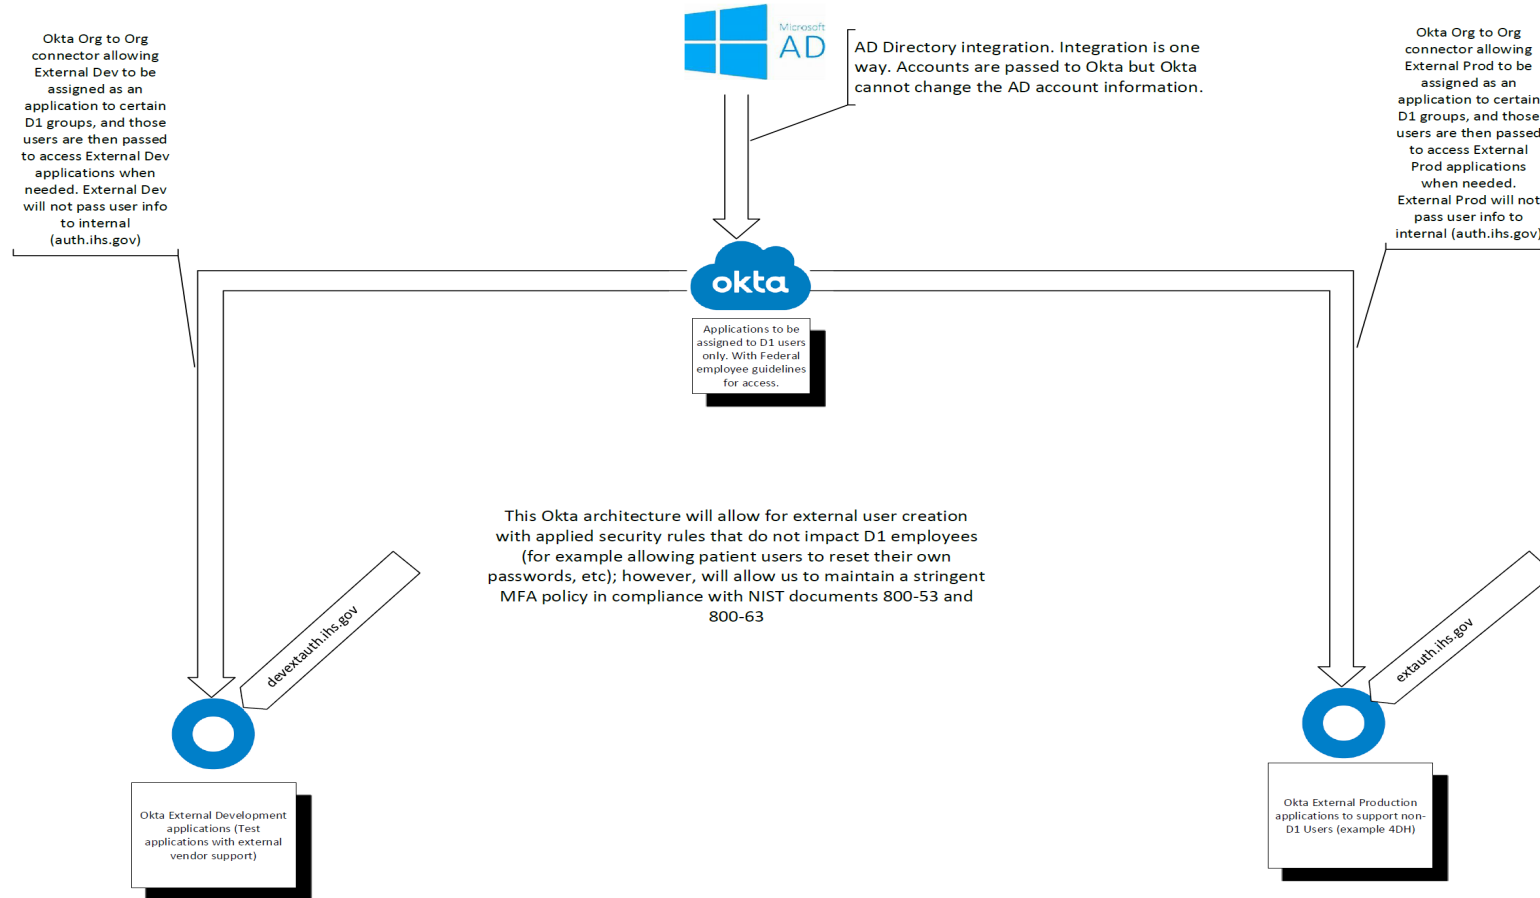 Okta Org to Org
connector allowing
External Dev to be
assigned as an
application to certain
D1 groups, and those
users are then passed
to access External Dev
applications when
needed. External Dev
will not pass user info
to internal
(auth.ihs.gov)
Microsoft
AD
AD Directory integration. Integration is one
way. Accounts are passed to Okta but Okta
cannot change the AD account information.
Okta Org to Org
connector allowing
External Prod to be
assigned as an
application to certain
D1 groups, and those
users are then passed
to access External
Prod applications
when needed.
External Prod will not
pass user info to
internal (auth.ihs.gov)
okta
Applications to be
assigned to D1 users
only. With Federal
employee guidelines
for access.
This Okta architecture will allow for external user creation
with applied security rules that do not impact D1 employees
(for example allowing patient users to reset their own
passwords, etc); however, will allow us to maintain a stringent
MFA policy in compliance with NIST documents 800-53 and
800-63
devextauth.ihs.gov
extauth.ihs.gov
Okta External Development
applications (Test
applications with external
vendor support)
Okta External Production
applications to support non-
D1 Users (example 4DH)